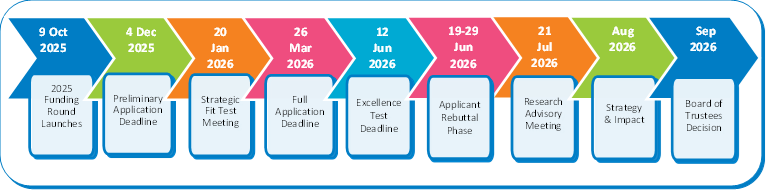 9 Oct
2025
2025
Funding
Round
Launches
4 Dec
2025
Preliminary
Application
Deadline
20
Jan
2026
Strategic
Fit Test
Meeting
26
Mar
2026
Full
Application
Deadline
12
Jun
2026
Excellence
Test
Deadline
19-29
Jun
2026
Applicant
Rebuttal
Phase
21
Jul
2026
Research
Advisory
Meeting
Aug
2026
Strategy
& Impact
Sep
2026
Board of
Trustees
Decision